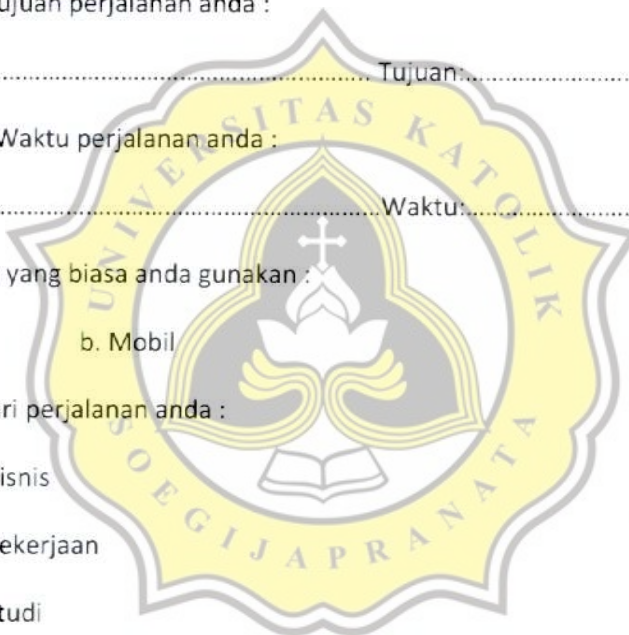 ujuan perjalanan anda :
........................................................ Tujuan:............................
Waktu perjalanan anda :
........................................................ Waktu:............................
yang biasa anda gunakan :
b. Mobil
ri perjalanan anda :
isnis
ekerjaan
tudi
UNIVERSITAS KATOLIK
SOEGIJAPRANATA